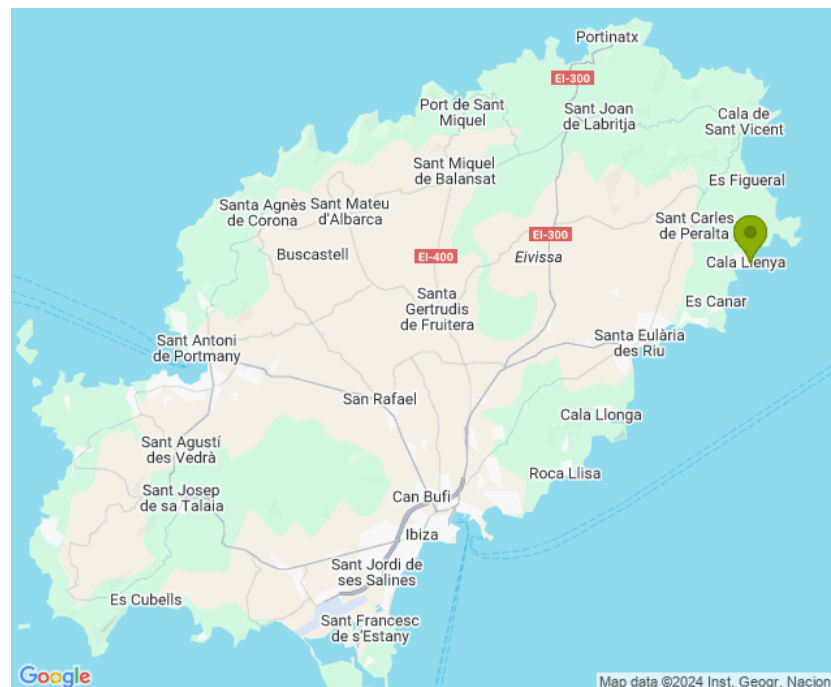 Portinatx
EI-300
Port de Sant
Miquel
Sant Joan
de Labritja
Cala de
Sant Vicent
Sant Miquel
de Balansat
Es Figueral
Santa Agnès
de Corona
Sant Mateu
d'Albarca
Sant Carles
de Peralta
EI-300
Buscastell
EI-400
Eivissa
Cala Llenya
Santa
Gertrudis
de Fruitera
Es Canar
Sant Antoni
de Portmany
Santa Eulària
des Riu
San Rafael
Cala Llonga
Sant Agustí
des Vedrà
Roca Llisa
Sant Josep
de sa Talaia
Can Bufi
Ibiza
Sant Jordi de
ses Salines
Es Cubells
Sant Francesc
de s'Estany
Google
Map data ©2024 Inst. Geogr. Nacion